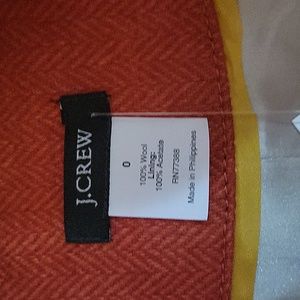 J.CREW
0
100% Wool
Lining:
100% Acetate
RN77388
Made in Philippines